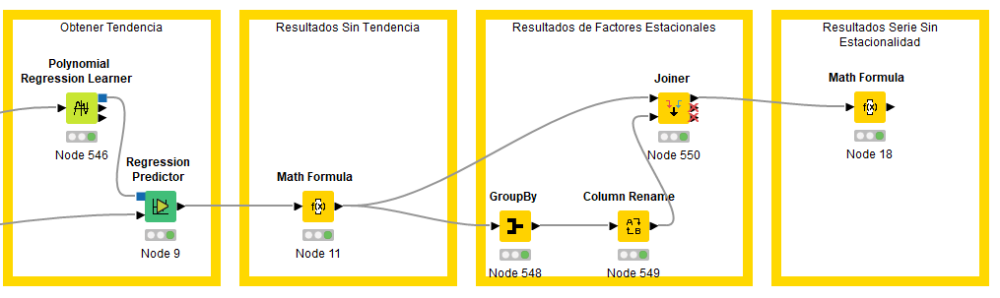 Obtener Tendencia
Polynomial
Regression Learner
Node 546
Regression
Predictor
Node 9
Resultados Sin Tendencia
Math Formula
f(x)
Node 11
Resultados de Factores Estacionales
Joiner
Node 550
GroupBy
Node 548
Column Rename
A
B
Node 549
Resultados Serie Sin
Estacionalidad
Math Formula
f(x)
Node 18